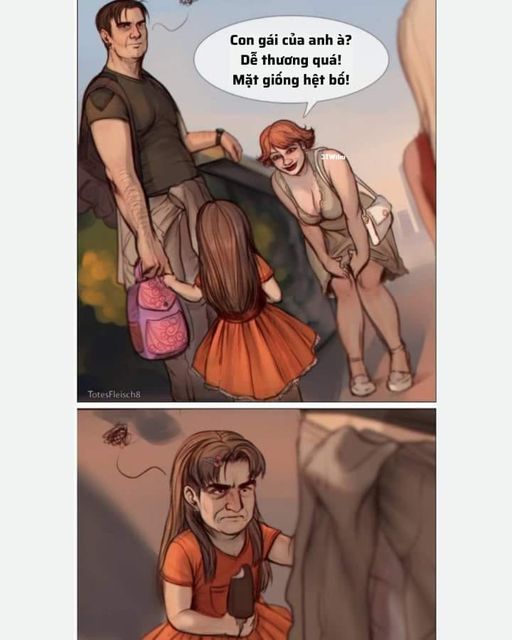 Con gái của anh à?
Dễ thương quá!
Mặt giống hệt bố!
TotesFleisch8